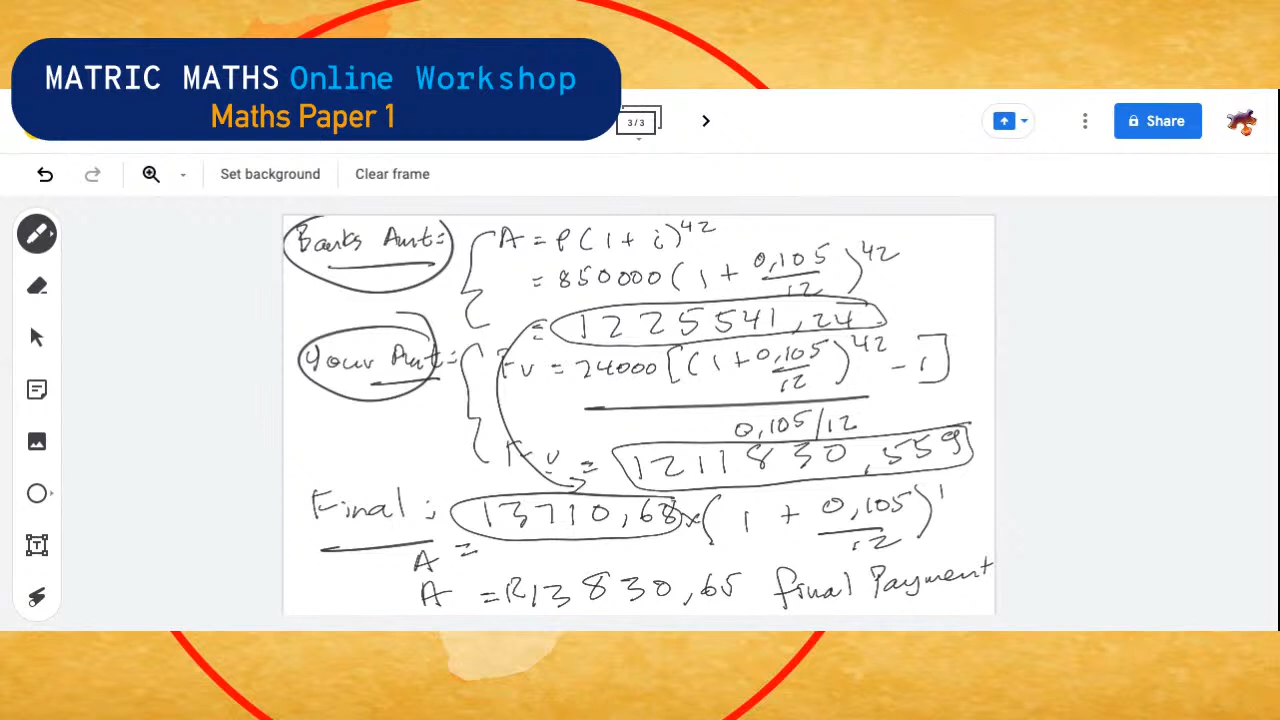 MATRIC MATHS Online Workshop
Maths Paper 1
3 / 3
Share
Set background
Clear frame
Banks Amt:
A = P(1 + i)^42
= 850000(1 + 0,105/12)^42
= 1225541,24
Your Amt:
Fv = 24000[(1+0,105/12)^42 - 1]
0,105/12
Fv = 1211830,559
Final: 13710,68 x (1 + 0,105/12)^1
A =
A = R13830,65 final Payment